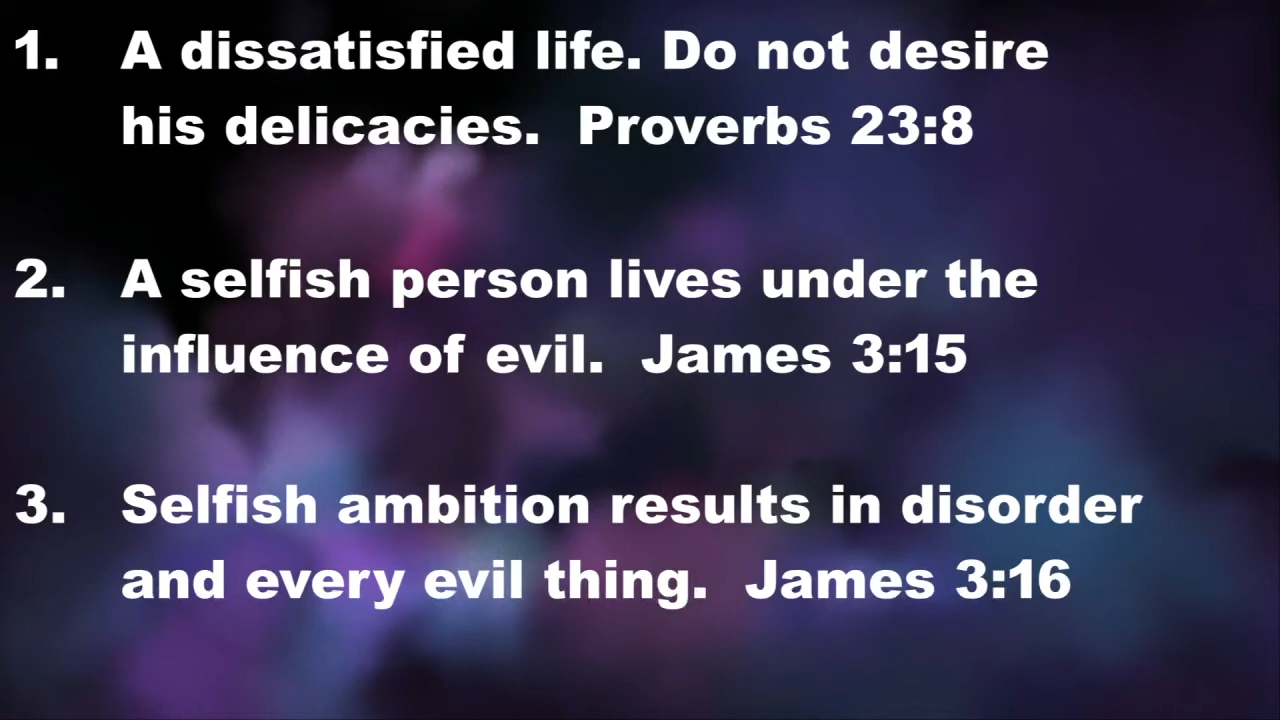 1. A dissatisfied life. Do not desire
his delicacies.  Proverbs 23:8
2. A selfish person lives under the
influence of evil.  James 3:15
3. Selfish ambition results in disorder
and every evil thing.  James 3:16